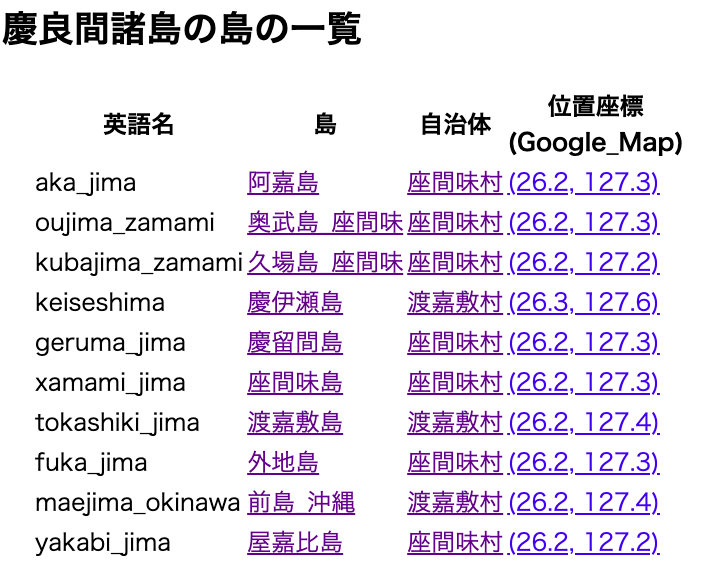 慶良間諸島の島の一覧
英語名 島 自治体 位置座標
(Google_Map)
aka_jima 阿嘉島 座間味村 (26.2, 127.3)
oujima_zamami 奥武島_座間味 座間味村 (26.2, 127.3)
kubajima_zamami 久場島_座間味 座間味村 (26.2, 127.2)
keiseshima 慶伊瀬島 渡嘉敷村 (26.3, 127.6)
geruma_jima 慶留間島 座間味村 (26.2, 127.3)
xamami_jima 座間味島 座間味村 (26.2, 127.3)
tokashiki_jima 渡嘉敷島 渡嘉敷村 (26.2, 127.4)
fuka_jima 外地島 座間味村 (26.2, 127.3)
maejima_okinawa 前島_沖縄 渡嘉敷村 (26.2, 127.4)
yakabi_jima 屋嘉比島 座間味村 (26.2, 127.2)